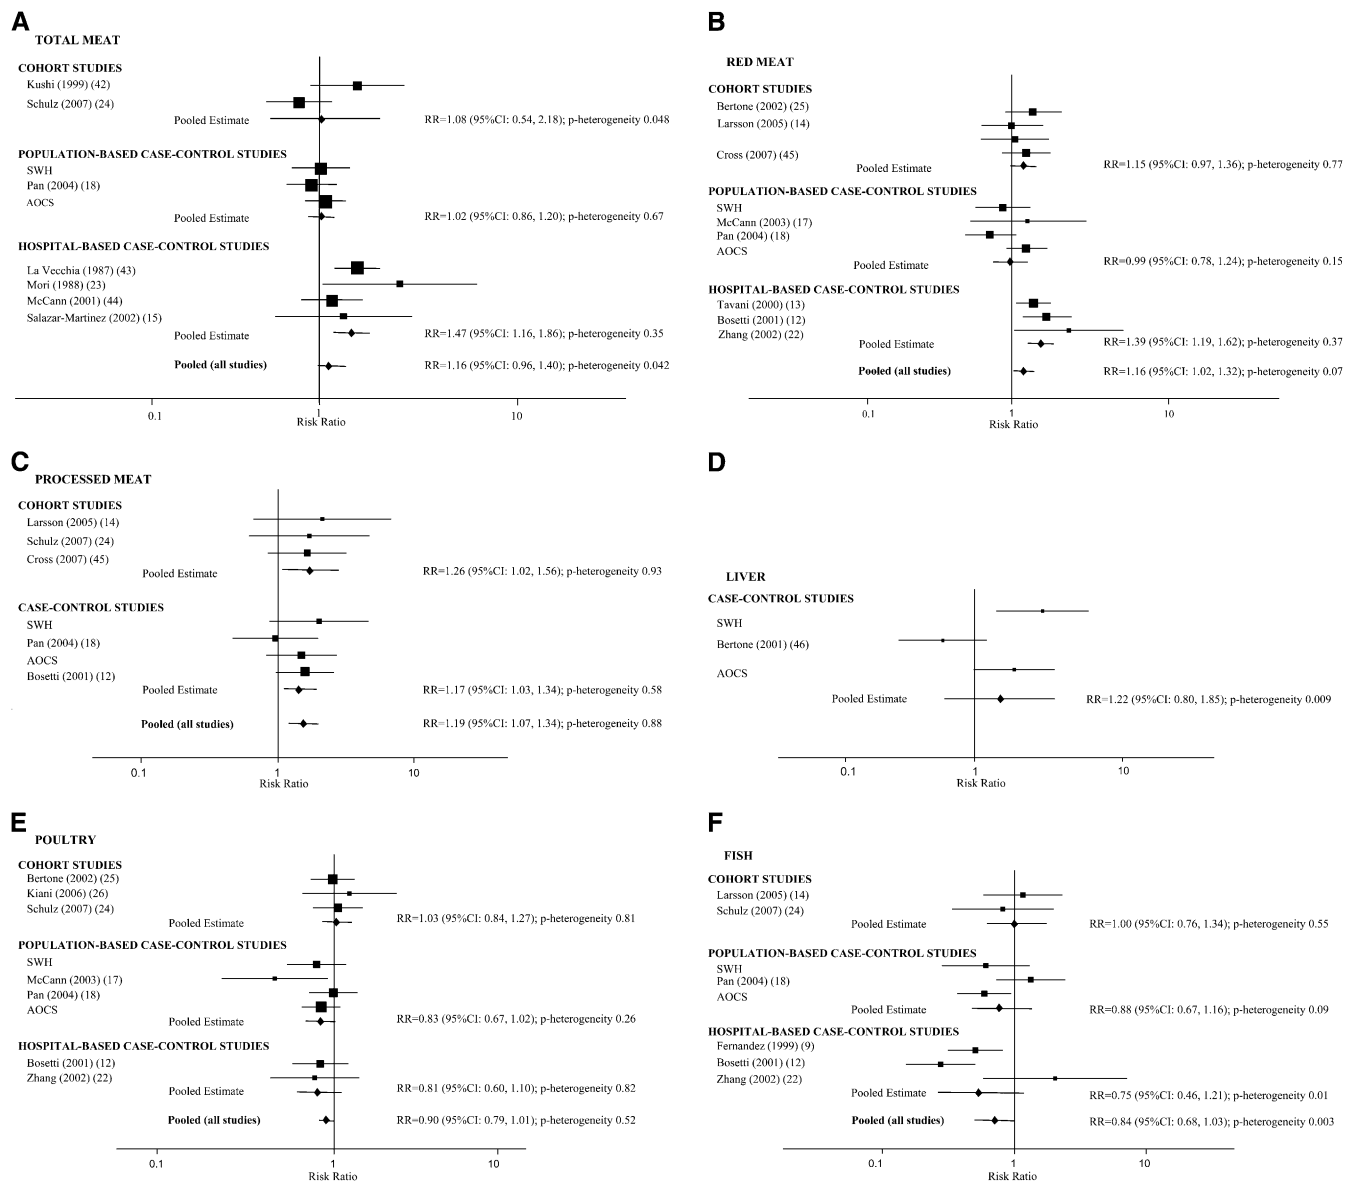 A
TOTAL MEAT
COHORT STUDIES
Kushi (1999) (42)
Schulz (2007) (24)
Pooled Estimate RR=1.08 (95%CI: 0.54, 2.18); p-heterogeneity 0.048
POPULATION-BASED CASE-CONTROL STUDIES
SWH
Pan (2004) (18)
AOCS
Pooled Estimate RR=1.02 (95%CI: 0.86, 1.20); p-heterogeneity 0.67
HOSPITAL-BASED CASE-CONTROL STUDIES
La Vecchia (1987) (43)
Mori (1988) (23)
McCann (2001) (44)
Salazar-Martinez (2002) (15)
Pooled Estimate RR=1.47 (95%CI: 1.16, 1.86); p-heterogeneity 0.35
Pooled (all studies) RR=1.16 (95%CI: 0.96, 1.40); p-heterogeneity 0.042
0.1 1 10
Risk Ratio
B
RED MEAT
COHORT STUDIES
Bertone (2002) (25)
Larsson (2005) (14)
Cross (2007) (45)
Pooled Estimate RR=1.15 (95%CI: 0.97, 1.36); p-heterogeneity 0.77
POPULATION-BASED CASE-CONTROL STUDIES
SWH
McCann (2003) (17)
Pan (2004) (18)
AOCS
Pooled Estimate RR=0.99 (95%CI: 0.78, 1.24); p-heterogeneity 0.15
HOSPITAL-BASED CASE-CONTROL STUDIES
Tavani (2000) (13)
Bosetti (2001) (12)
Zhang (2002) (22)
Pooled Estimate RR=1.39 (95%CI: 1.19, 1.62); p-heterogeneity 0.37
Pooled (all studies) RR=1.16 (95%CI: 1.02, 1.32); p-heterogeneity 0.07
0.1 1 10
Risk Ratio
C
PROCESSED MEAT
COHORT STUDIES
Larsson (2005) (14)
Schulz (2007) (24)
Cross (2007) (45)
Pooled Estimate RR=1.26 (95%CI: 1.02, 1.56); p-heterogeneity 0.93
CASE-CONTROL STUDIES
SWH
Pan (2004) (18)
AOCS
Bosetti (2001) (12)
Pooled Estimate RR=1.17 (95%CI: 1.03, 1.34); p-heterogeneity 0.58
Pooled (all studies) RR=1.19 (95%CI: 1.07, 1.34); p-heterogeneity 0.88
0.1 1 10
Risk Ratio
D
LIVER
CASE-CONTROL STUDIES
SWH
Bertone (2001) (46)
AOCS
Pooled Estimate RR=1.22 (95%CI: 0.80, 1.85); p-heterogeneity 0.009
0.1 1 10
Risk Ratio
E
POULTRY
COHORT STUDIES
Bertone (2002) (25)
Kiani (2006) (26)
Schulz (2007) (24)
Pooled Estimate RR=1.03 (95%CI: 0.84, 1.27); p-heterogeneity 0.81
POPULATION-BASED CASE-CONTROL STUDIES
SWH
McCann (2003) (17)
Pan (2004) (18)
AOCS
Pooled Estimate RR=0.83 (95%CI: 0.67, 1.02); p-heterogeneity 0.26
HOSPITAL-BASED CASE-CONTROL STUDIES
Bosetti (2001) (12)
Zhang (2002) (22)
Pooled Estimate RR=0.81 (95%CI: 0.60, 1.10); p-heterogeneity 0.82
Pooled (all studies) RR=0.90 (95%CI: 0.79, 1.01); p-heterogeneity 0.52
0.1 1 10
Risk Ratio
F
FISH
COHORT STUDIES
Larsson (2005) (14)
Schulz (2007) (24)
Pooled Estimate RR=1.00 (95%CI: 0.76, 1.34); p-heterogeneity 0.55
POPULATION-BASED CASE-CONTROL STUDIES
SWH
Pan (2004) (18)
AOCS
Pooled Estimate RR=0.88 (95%CI: 0.67, 1.16); p-heterogeneity 0.09
HOSPITAL-BASED CASE-CONTROL STUDIES
Fernandez (1999) (9)
Bosetti (2001) (12)
Zhang (2002) (22)
Pooled Estimate RR=0.75 (95%CI: 0.46, 1.21); p-heterogeneity 0.01
Pooled (all studies) RR=0.84 (95%CI: 0.68, 1.03); p-heterogeneity 0.003
0.1 1 10
Risk Ratio